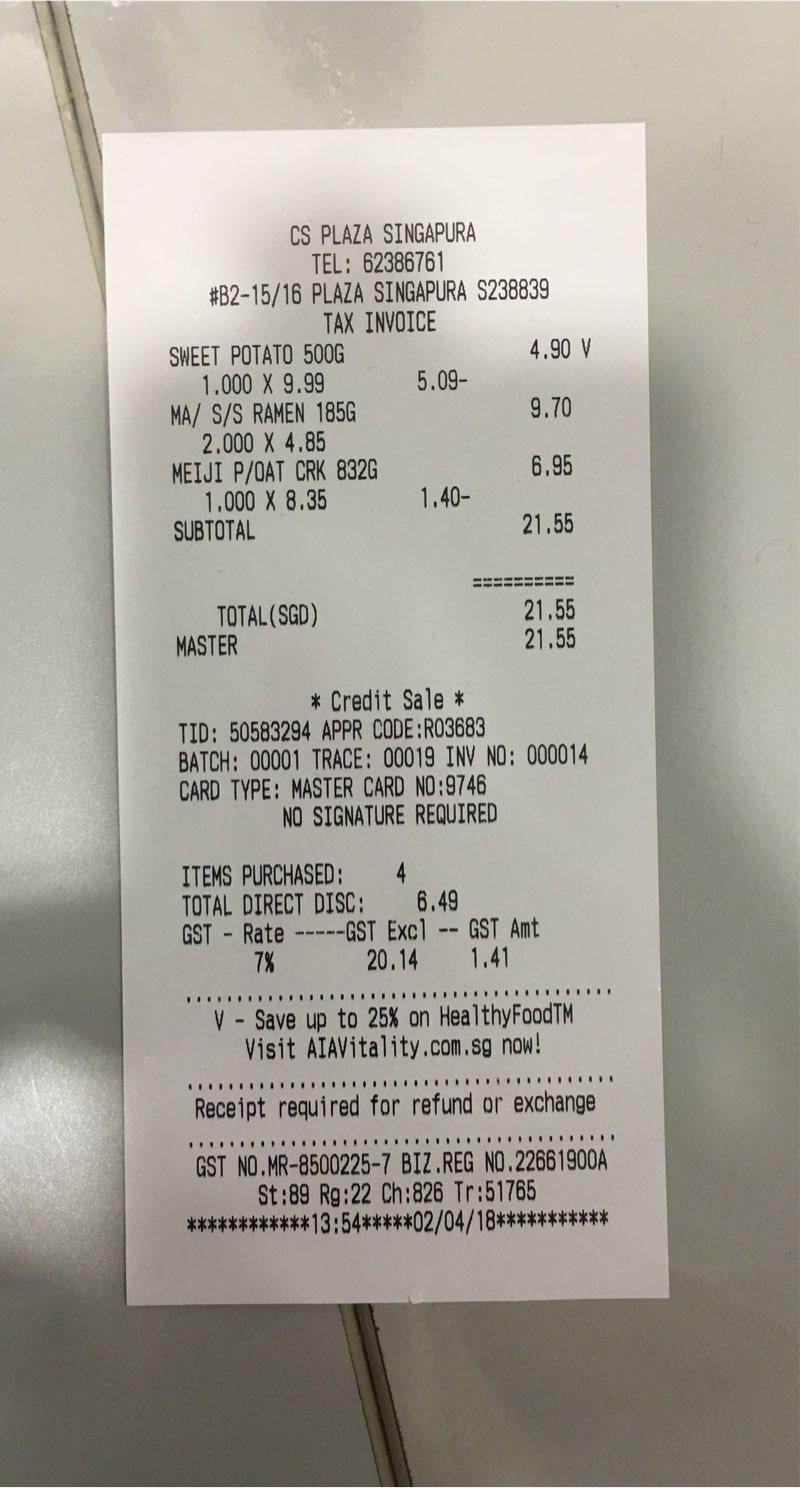 CS PLAZA SINGAPURA
TEL: 62386761
#B2-15/16 PLAZA SINGAPURA S238839
TAX INVOICE
SWEET POTATO 500G 4.90 V
1.000 X 9.99 5.09-
MA/ S/S RAMEN 185G 9.70
2.000 X 4.85
MEIJI P/OAT CRK 832G 6.95
1.000 X 8.35 1.40-
SUBTOTAL 21.55
==========
TOTAL(SGD) 21.55
MASTER 21.55
* Credit Sale *
TID: 50583294 APPR CODE:R03683
BATCH: 00001 TRACE: 00019 INV NO: 000014
CARD TYPE: MASTER CARD NO:9746
NO SIGNATURE REQUIRED
ITEMS PURCHASED: 4
TOTAL DIRECT DISC: 6.49
GST - Rate -----GST Excl -- GST Amt
7% 20.14 1.41
.........................................
V - Save up to 25% on HealthyFoodTM
Visit AIAVitality.com.sg now!
.........................................
Receipt required for refund or exchange
.........................................
GST NO.MR-8500225-7 BIZ.REG NO.22661900A
St:89 Rg:22 Ch:826 Tr:51765
************13:54*****02/04/18***********